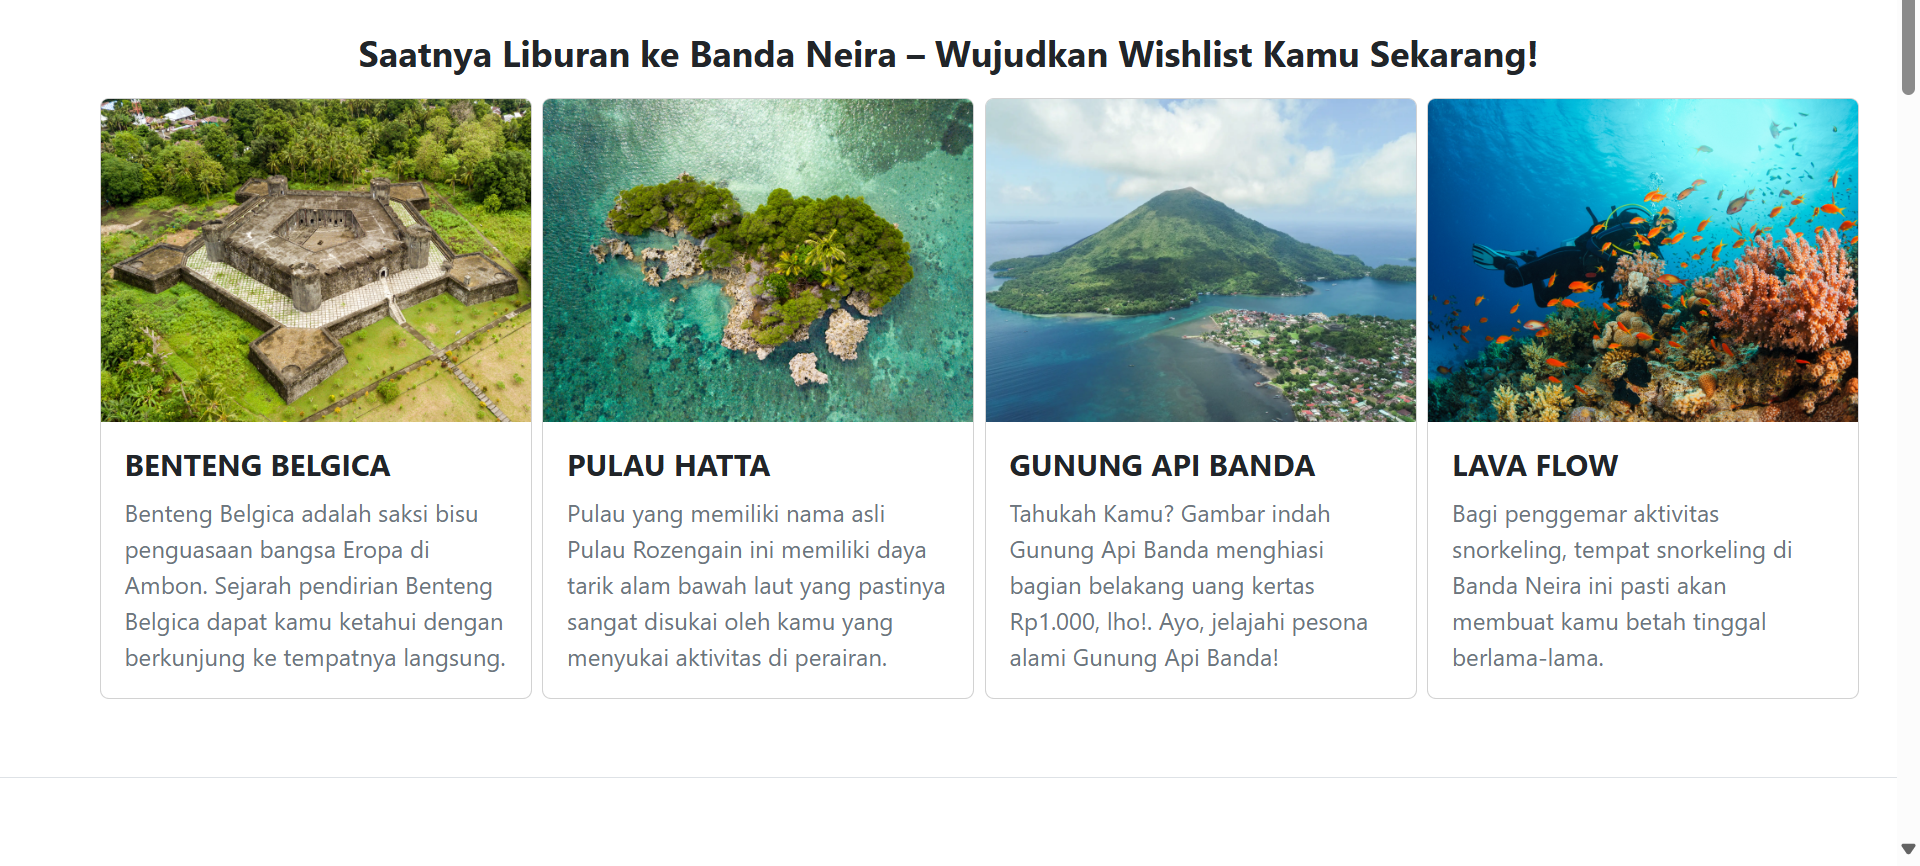 Saatnya Liburan ke Banda Neira – Wujudkan Wishlist Kamu Sekarang!
BENTENG BELGICA
Benteng Belgica adalah saksi bisu
penguasaan bangsa Eropa di
Ambon. Sejarah pendirian Benteng
Belgica dapat kamu ketahui dengan
berkunjung ke tempatnya langsung.
PULAU HATTA
Pulau yang memiliki nama asli
Pulau Rozengain ini memiliki daya
tarik alam bawah laut yang pastinya
sangat disukai oleh kamu yang
menyukai aktivitas di perairan.
GUNUNG API BANDA
Tahukah Kamu? Gambar indah
Gunung Api Banda menghiasi
bagian belakang uang kertas
Rp1.000, lho!. Ayo, jelajahi pesona
alami Gunung Api Banda!
LAVA FLOW
Bagi penggemar aktivitas
snorkeling, tempat snorkeling di
Banda Neira ini pasti akan
membuat kamu betah tinggal
berlama-lama.